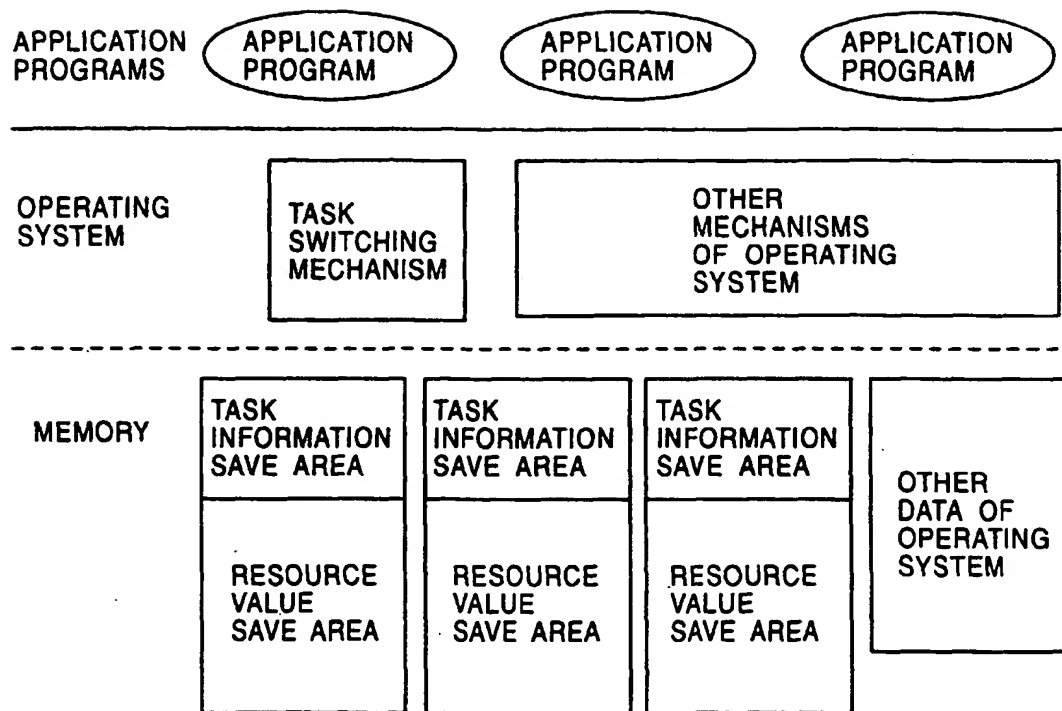 APPLICATION
PROGRAMS
APPLICATION
PROGRAM
APPLICATION
PROGRAM
APPLICATION
PROGRAM
OPERATING
SYSTEM
TASK
SWITCHING
MECHANISM
OTHER
MECHANISMS
OF OPERATING
SYSTEM
MEMORY
TASK
INFORMATION
SAVE AREA
RESOURCE
VALUE
SAVE AREA
TASK
INFORMATION
SAVE AREA
RESOURCE
VALUE
SAVE AREA
TASK
INFORMATION
SAVE AREA
RESOURCE
VALUE
SAVE AREA
OTHER
DATA OF
OPERATING
SYSTEM